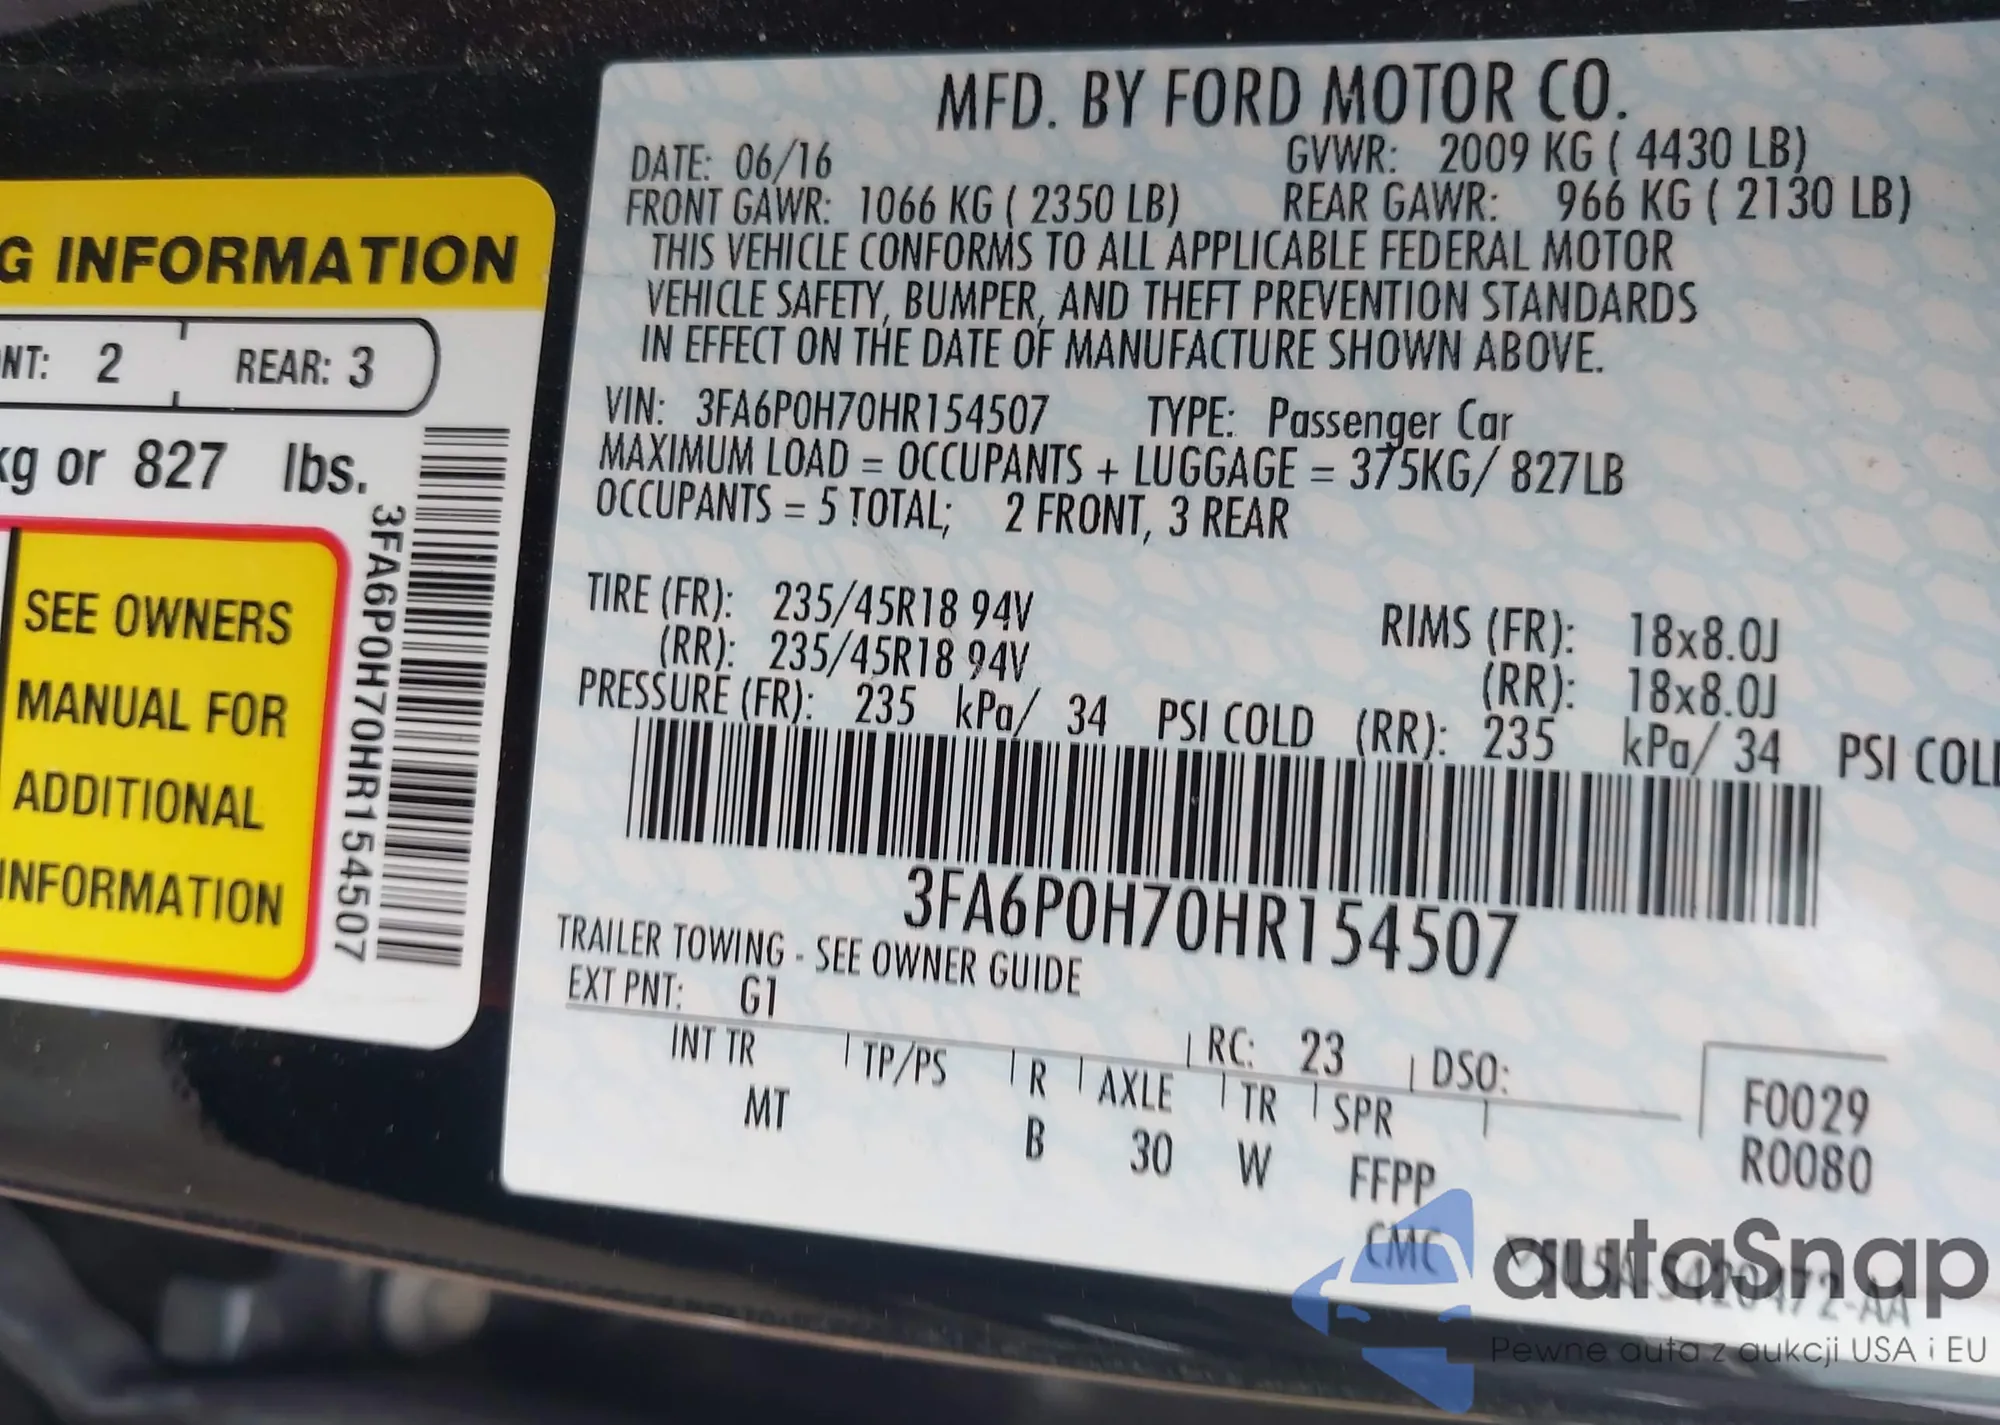 G INFORMATION
NT: 2 REAR: 3
kg or 827 lbs.
SEE OWNERS
MANUAL FOR
ADDITIONAL
INFORMATION
3FA6P0H70HR154507
MFD. BY FORD MOTOR CO.
DATE: 06/16 GVWR: 2009 KG ( 4430 LB)
FRONT GAWR: 1066 KG ( 2350 LB) REAR GAWR: 966 KG ( 2130 LB)
THIS VEHICLE CONFORMS TO ALL APPLICABLE FEDERAL MOTOR
VEHICLE SAFETY, BUMPER, AND THEFT PREVENTION STANDARDS
IN EFFECT ON THE DATE OF MANUFACTURE SHOWN ABOVE.
VIN: 3FA6P0H70HR154507 TYPE: Passenger Car
MAXIMUM LOAD = OCCUPANTS + LUGGAGE = 375KG/ 827LB
OCCUPANTS = 5 TOTAL; 2 FRONT, 3 REAR
TIRE (FR): 235/45R18 94V RIMS (FR): 18x8.0J
(RR): 235/45R18 94V (RR): 18x8.0J
PRESSURE (FR): 235 kPa/ 34 PSI COLD (RR): 235 kPa/ 34 PSI COL
3FA6P0H70HR154507
TRAILER TOWING - SEE OWNER GUIDE
EXT PNT: G1 RC: 23 DSO:
INT TR TP/PS R AXLE TR SPR
MT B 30 W FFPP
F0029
R0080
CMC
autaSnap
Pewne auta z aukcji USA i EU